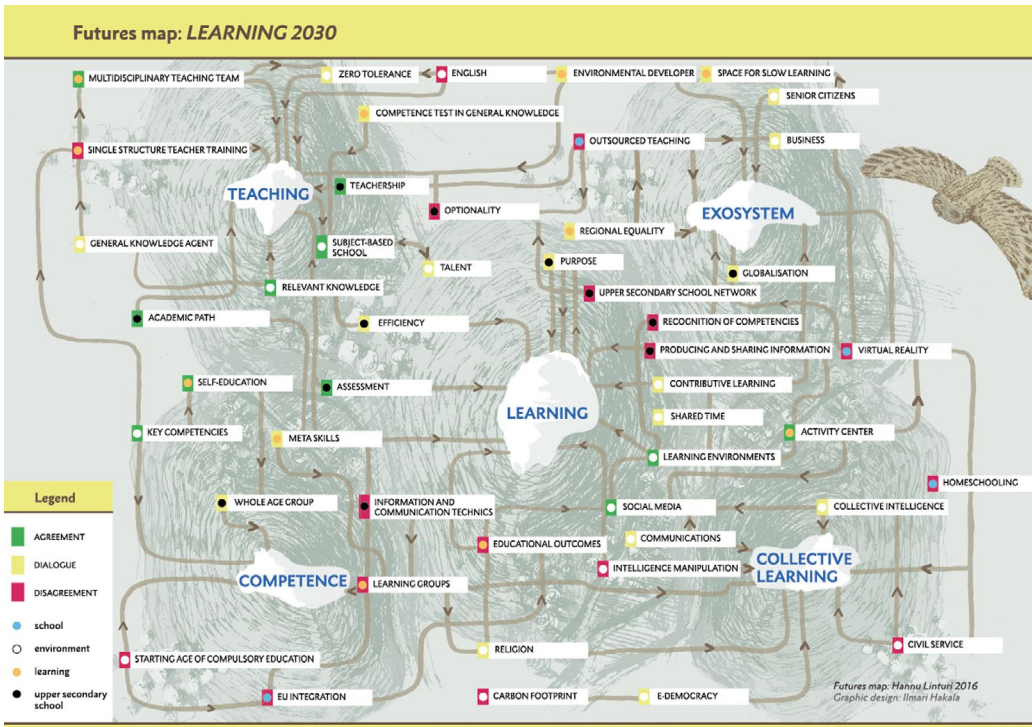 Futures map: LEARNING 2030
MULTIDISCIPLINARY TEACHING TEAM
ZERO TOLERANCE
ENGLISH
ENVIRONMENTAL DEVELOPER
SPACE FOR SLOW LEARNING
SENIOR CITIZENS
COMPETENCE TEST IN GENERAL KNOWLEDGE
SINGLE STRUCTURE TEACHER TRAINING
OUTSOURCED TEACHING
BUSINESS
TEACHING
TEACHERSHIP
OPTIONALITY
EXOSYSTEM
GENERAL KNOWLEDGE AGENT
SUBJECT-BASED
SCHOOL
REGIONAL EQUALITY
TALENT
PURPOSE
GLOBALISATION
RELEVANT KNOWLEDGE
UPPER SECONDARY SCHOOL NETWORK
ACADEMIC PATH
EFFICIENCY
RECOGNITION OF COMPETENCIES
PRODUCING AND SHARING INFORMATION
VIRTUAL REALITY
SELF-EDUCATION
ASSESSMENT
CONTRIBUTIVE LEARNING
LEARNING
SHARED TIME
KEY COMPETENCIES
META SKILLS
ACTIVITY CENTER
LEARNING ENVIRONMENTS
HOMESCHOOLING
WHOLE AGE GROUP
INFORMATION AND
COMMUNICATION TECHNICS
SOCIAL MEDIA
COLLECTIVE INTELLIGENCE
EDUCATIONAL OUTCOMES
COMMUNICATIONS
COLLECTIVE
LEARNING
INTELLIGENCE MANIPULATION
COMPETENCE
LEARNING GROUPS
RELIGION
CIVIL SERVICE
STARTING AGE OF COMPULSORY EDUCATION
EU INTEGRATION
CARBON FOOTPRINT
E-DEMOCRACY
Legend
AGREEMENT
DIALOGUE
DISAGREEMENT
school
environment
learning
upper secondary
school
Futures map: Hannu Linturi 2016
Graphic design: Ilmari Hakala